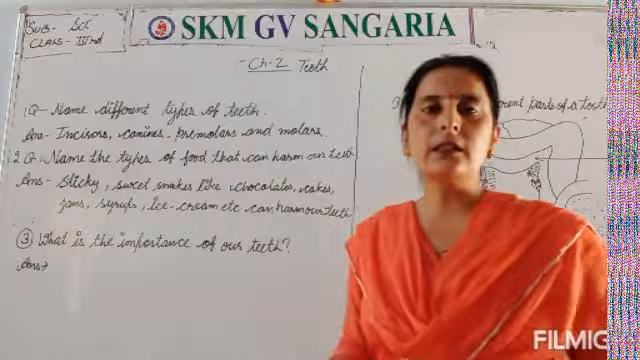 SUB- Sci
CLASS- IIIrd
SKM GV SANGARIA
Ch-2 Teeth
1Q- Name different types of teeth.
Ans- Incisors, canines, premolars and molars.
2 Q- Name the types of food that can harm our teeth
Ans- Sticky, sweet snakes like chocolates, cakes,
jams, syrups, ice-cream etc can harm our teeth
③ What is the importance of our teeth?
Ans
parts of a tooth
FILMIG